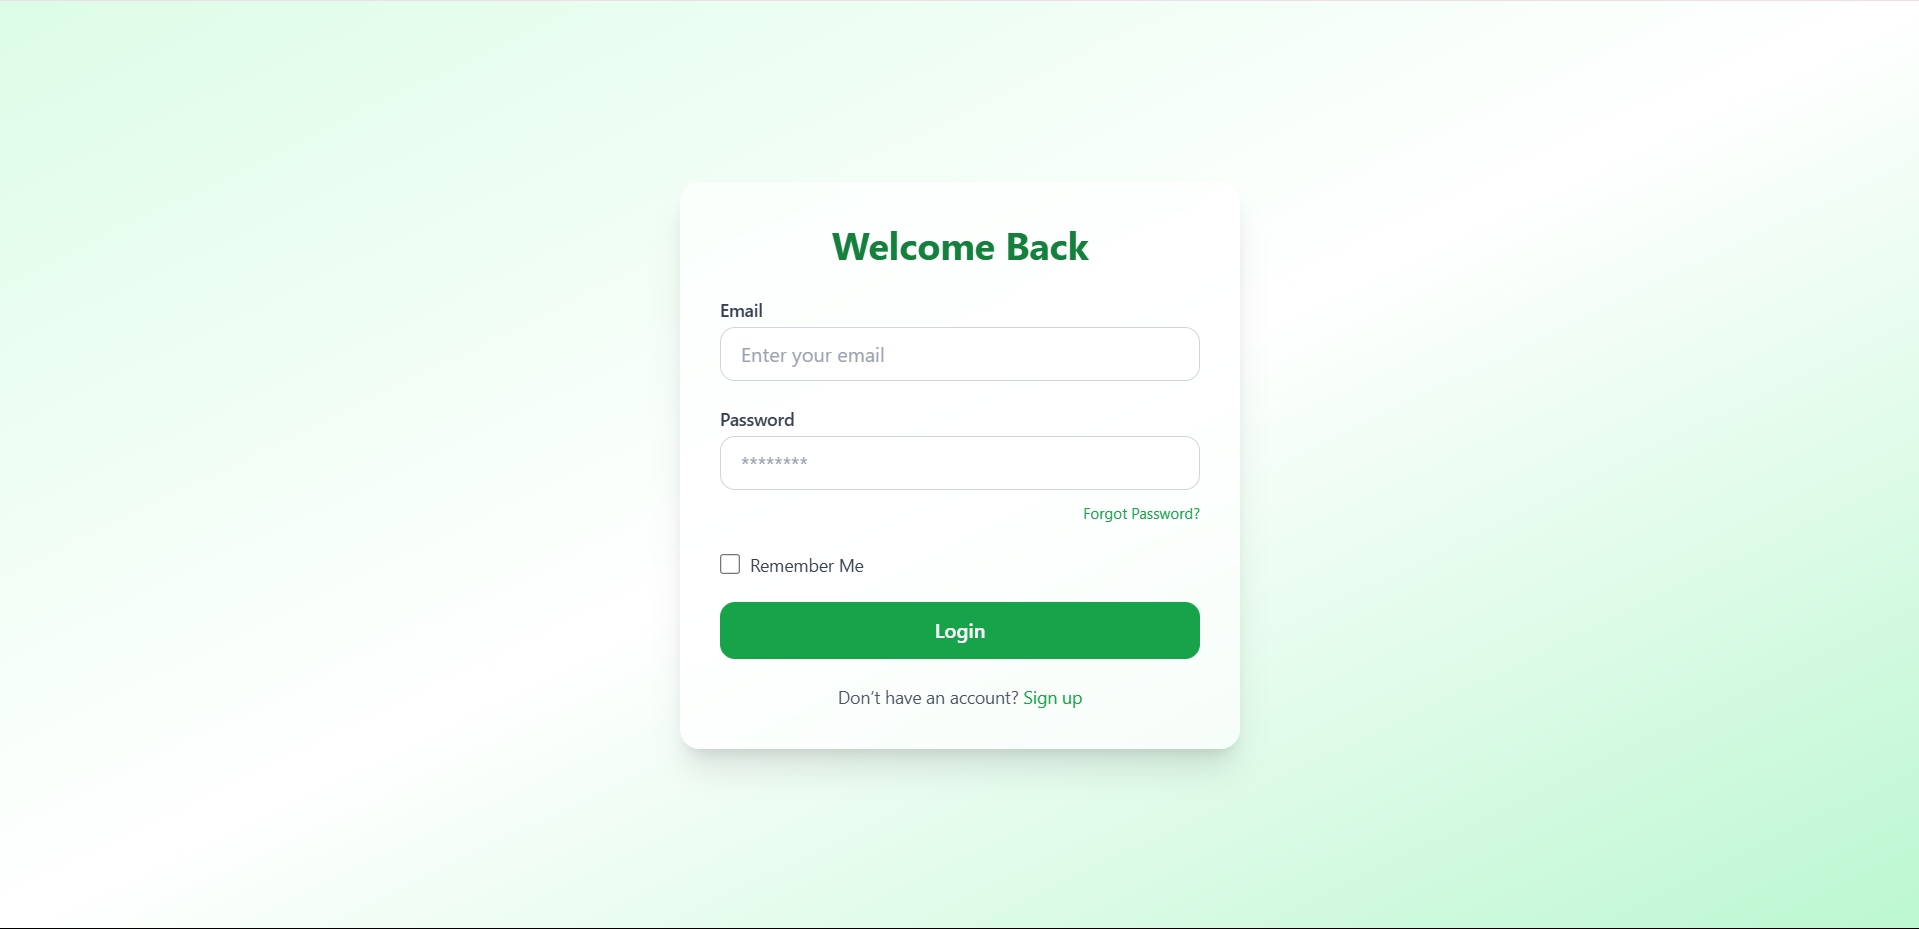 Welcome Back
Email
Enter your email
Password
********
Forgot Password?
Remember Me
Login
Don't have an account? Sign up